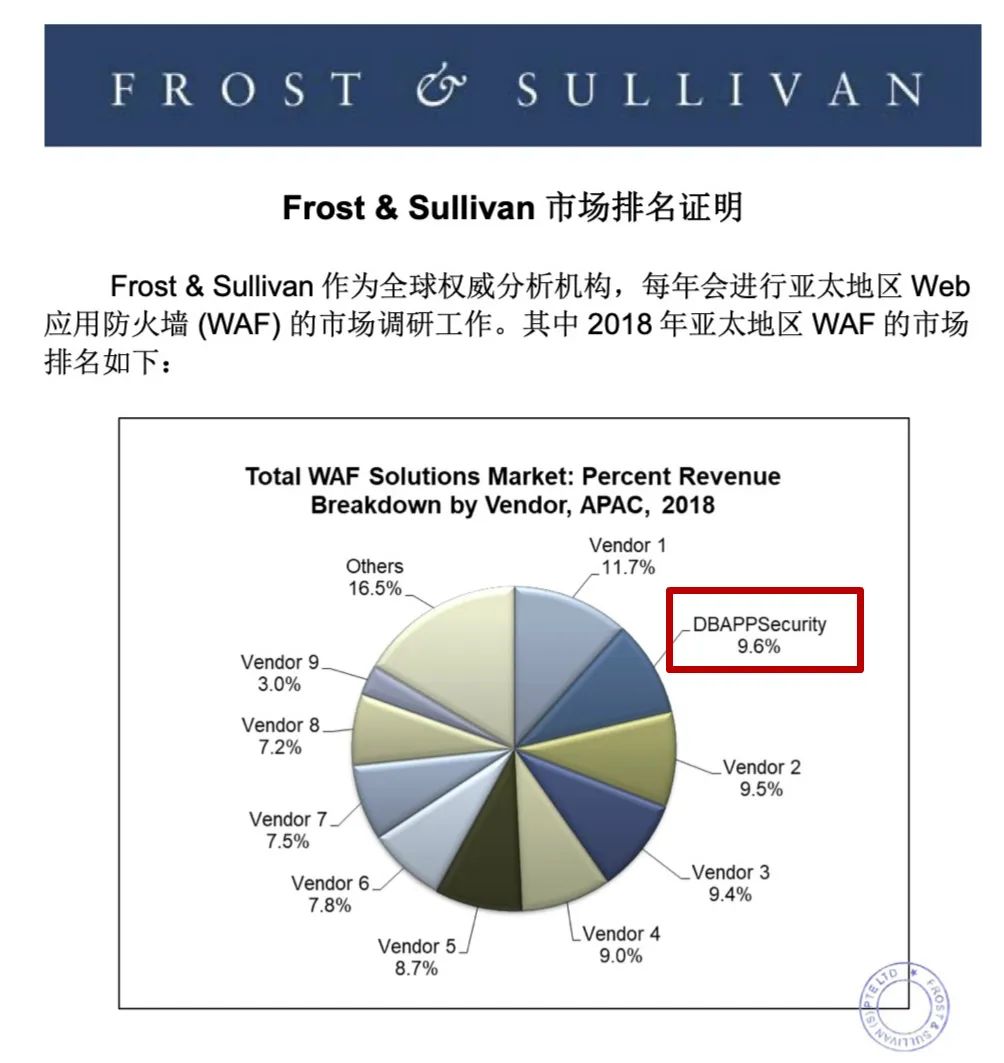 FROST & SULLIVAN
Frost & Sullivan 市场排名证明
Frost & Sullivan 作为全球权威分析机构，每年会进行亚太地区 Web
应用防火墙 (WAF) 的市场调研工作。其中 2018 年亚太地区 WAF 的市场
排名如下：
Total WAF Solutions Market: Percent Revenue
Breakdown by Vendor, APAC, 2018
Vendor 1
11.7%
DBAPPSecurity
9.6%
Vendor 2
9.5%
Vendor 3
9.4%
Vendor 4
9.0%
Vendor 5
8.7%
Vendor 6
7.8%
Vendor 7
7.5%
Vendor 8
7.2%
Vendor 9
3.0%
Others
16.5%
FROST & SULLIVAN (S) PTE LTD